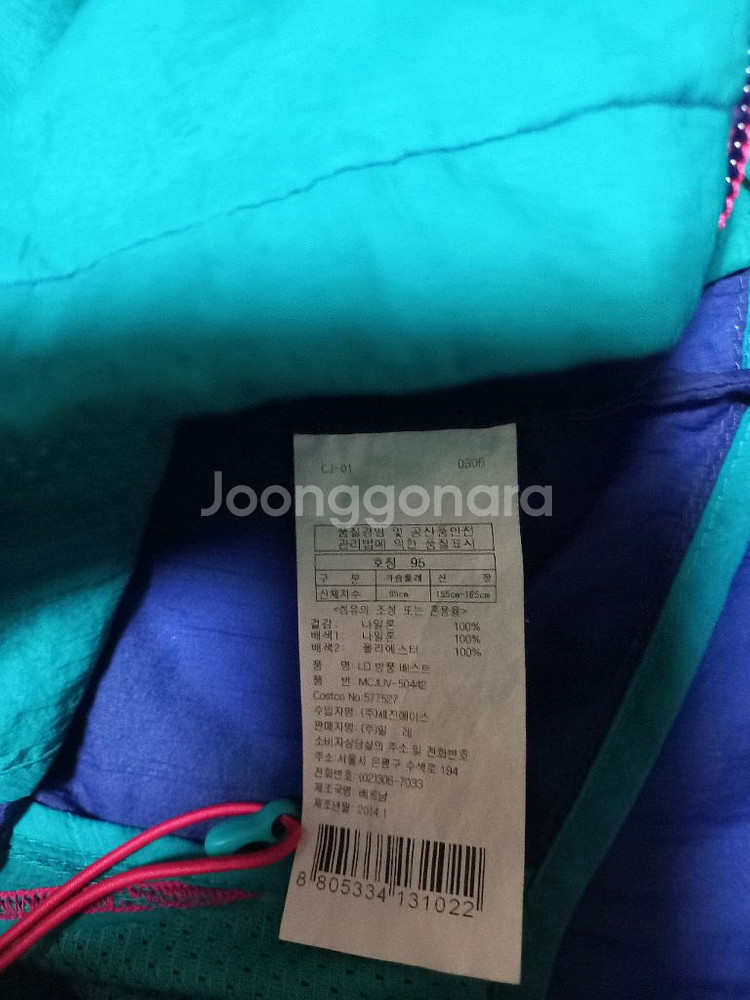 CJ-01 0306
Joonggonara
품질경영 및 공산품안전
관리법에 의한 품질표시
호칭 95
구 분 가슴둘레 신 장
신체치수 95cm 155cm-165cm
<섬유의 조성 또는 혼용율>
겉감: 나일론 100%
배색1: 나일론 100%
배색2: 폴리에스터 100%
품 명: LD 방풍 베스트
품 번 MCJUV-50442
Costco No:577527
수입자명: (주)세진에이스
판매자명: (주)밀 레
소비자상담실의 주소 및 전화번호
주소:서울시 은평구 수색로 194
전화번호: (02)306-7033
제조국명: 베트남
제조년월: 2014.1
8 805334 131022